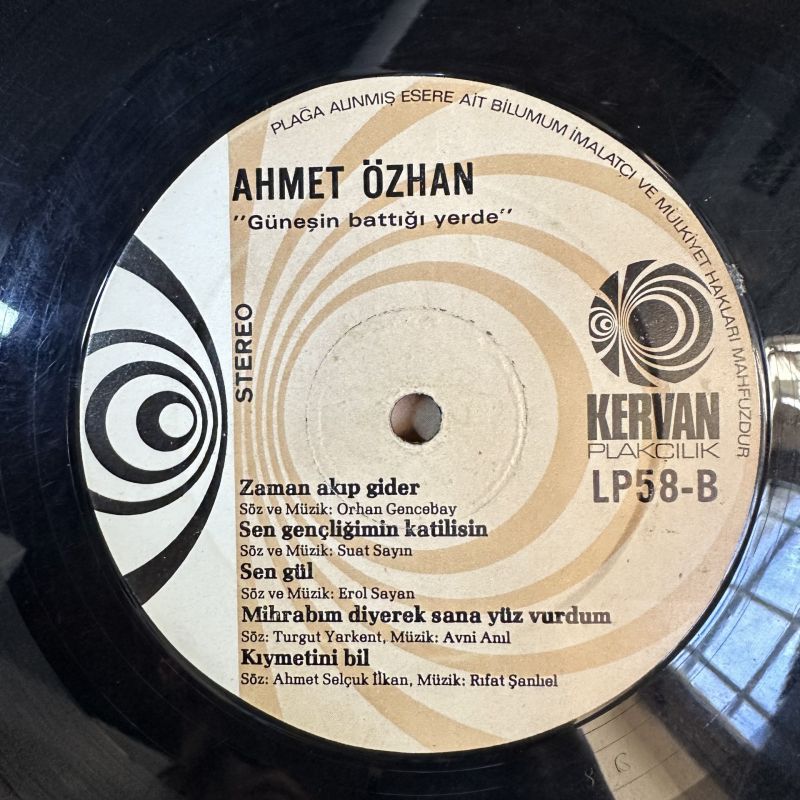 PLAĞA ALINMIŞ ESERE AİT BİLUMUM İMALATÇI VE MÜLKİYET HAKLARI MAHFUZDUR
AHMET ÖZHAN
"Güneşin battığı yerde"
STEREO
KERVAN
PLAKCILIK
LP58-B
Zaman akıp gider
Söz ve Müzik: Orhan Gencebay
Sen gençliğimin katilisin
Söz ve Müzik: Suat Sayın
Sen gül
Söz ve Müzik: Erol Sayan
Mihrabım diyerek sana yüz vurdum
Söz: Turgut Yarkent, Müzik: Avni Anıl
Kıymetini bil
Söz: Ahmet Selçuk İlkan, Müzik: Rıfat Şanlıel